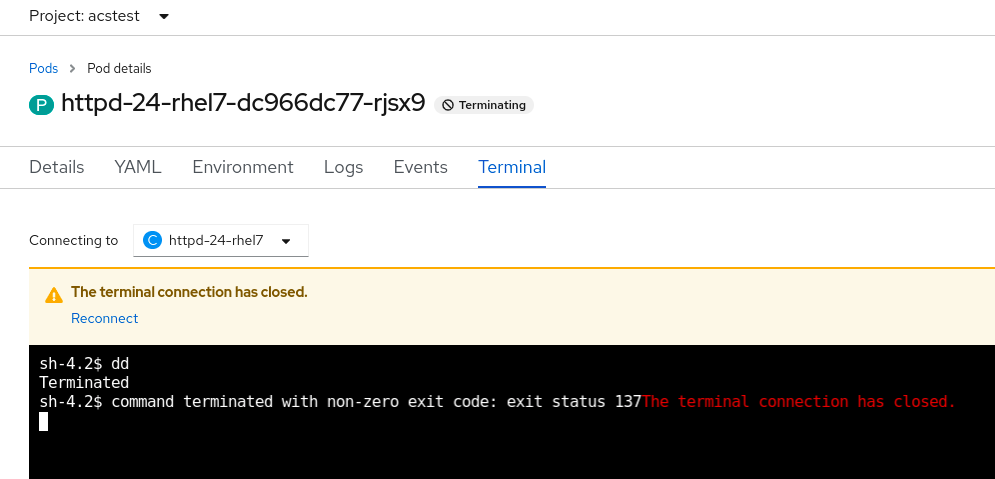 Project: acstest
Pods > Pod details
P httpd-24-rhel7-dc966dc77-rjsx9 Terminating
Details YAML Environment Logs Events Terminal
Connecting to C httpd-24-rhel7
The terminal connection has closed.
Reconnect
sh-4.2$ dd
Terminated
sh-4.2$ command terminated with non-zero exit code: exit status 137The terminal connection has closed.